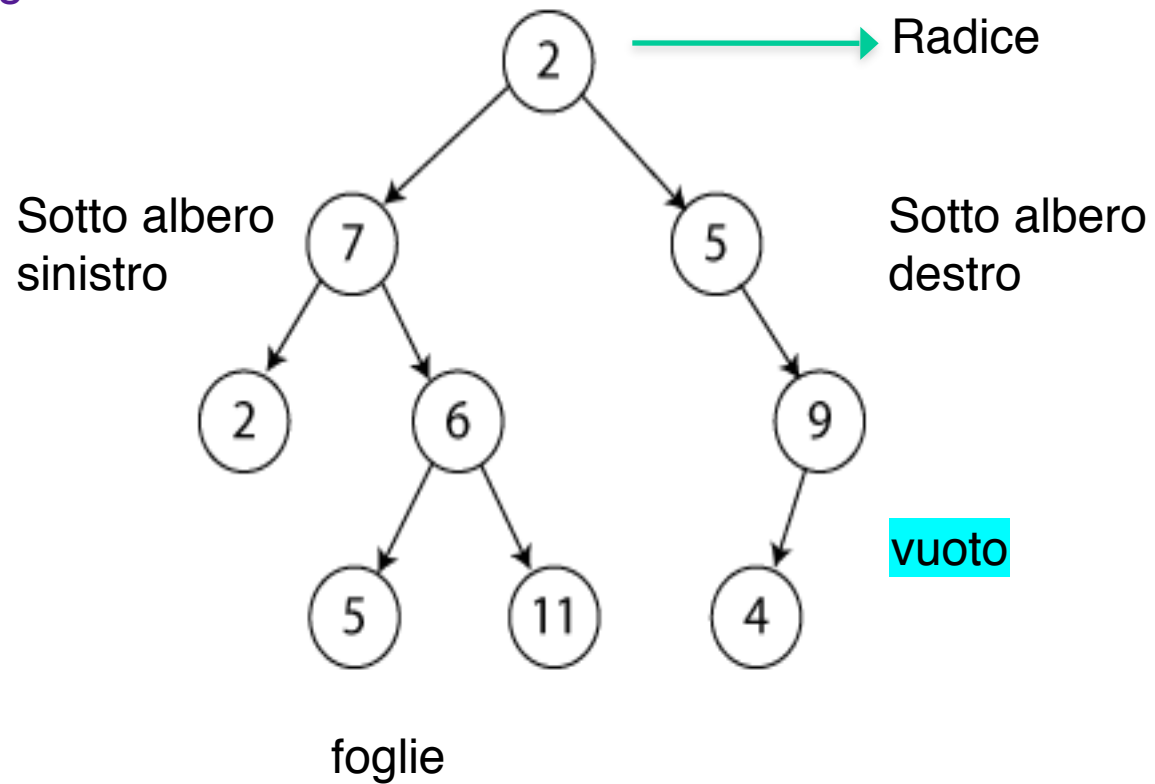 2
Radice
Sotto albero
sinistro
7
5
Sotto albero
destro
2
6
9
vuoto
5
11
4
foglie